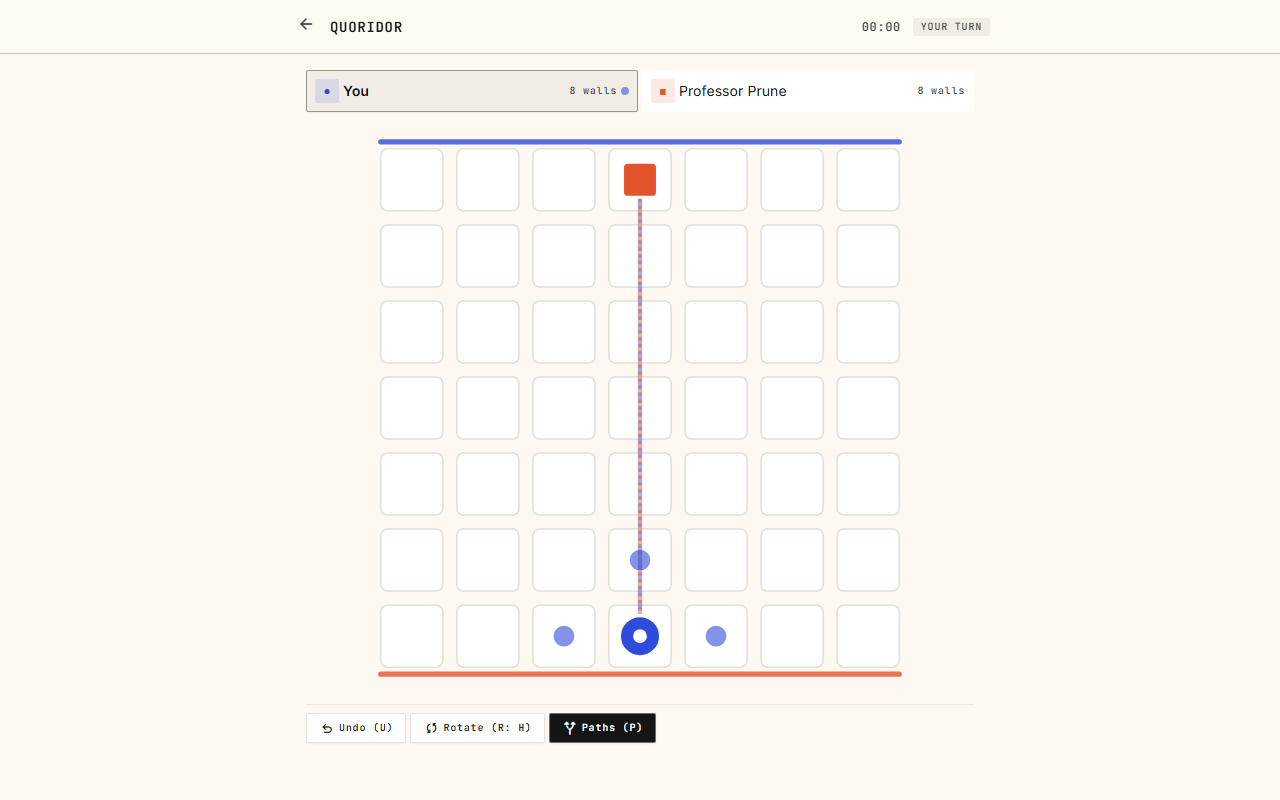 QUORIDOR
00:00 YOUR TURN
You 8 walls
Professor Prune 8 walls
Undo (U) Rotate (R: H) Paths (P)